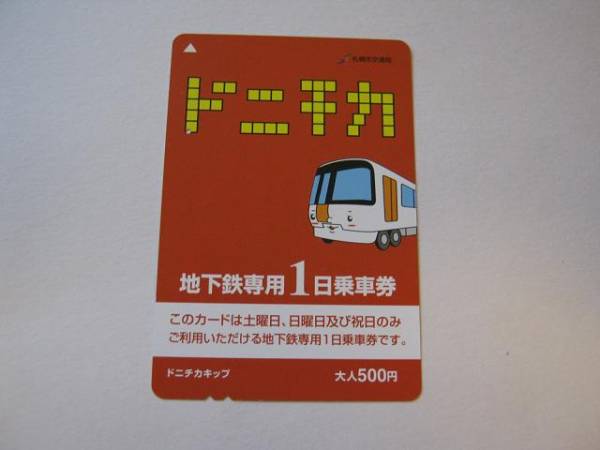 札幌市交通局
ドニチカ
地下鉄専用1日乗車券
このカードは土曜日、日曜日及び祝日のみ
ご利用いただける地下鉄専用1日乗車券です。
ドニチカキップ 大人500円